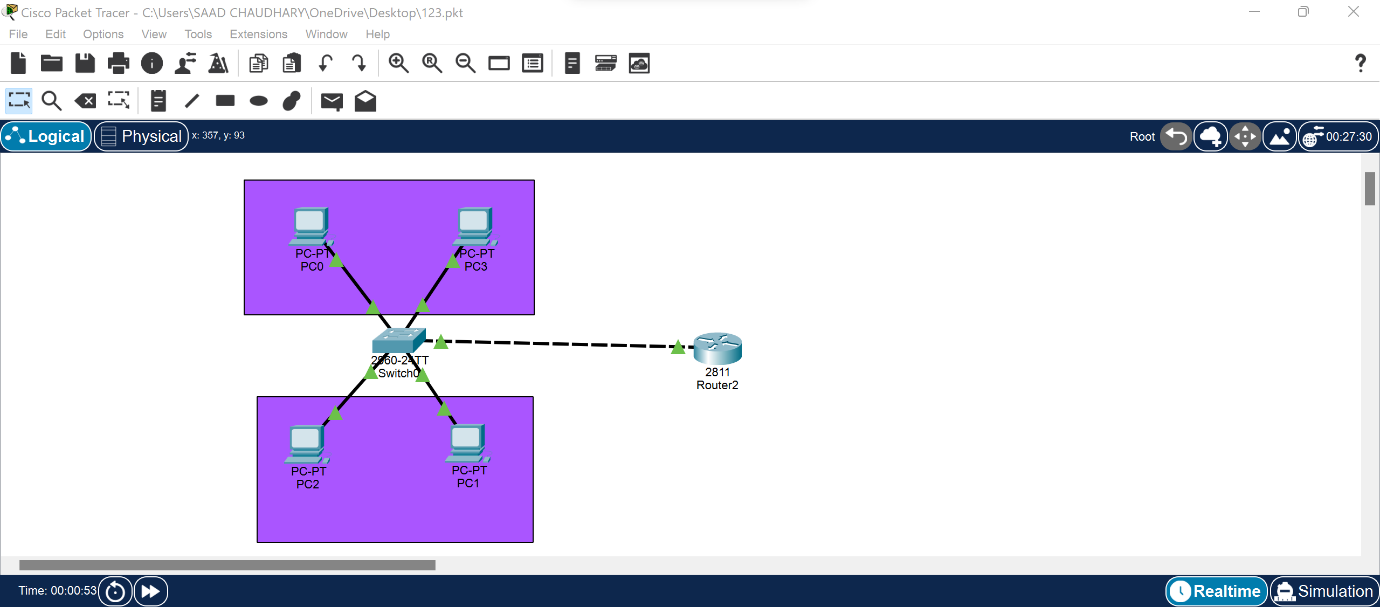 Cisco Packet Tracer - C:\Users\SAAD CHAUDHARY\OneDrive\Desktop\123.pkt
File Edit Options View Tools Extensions Window Help
Logical Physical x: 357, y: 93 Root 00:27:30
PC-PT PC-PT
PC0 PC3
2960-24TT
Switch0
2811
Router2
PC-PT PC-PT
PC2 PC1
Time: 00:00:53 Realtime Simulation